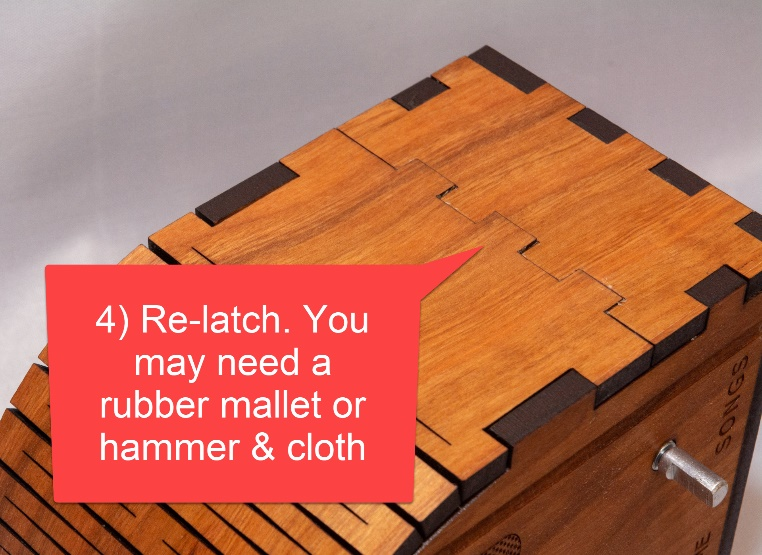 4) Re-latch. You
may need a
rubber mallet or
hammer & cloth
SONGS